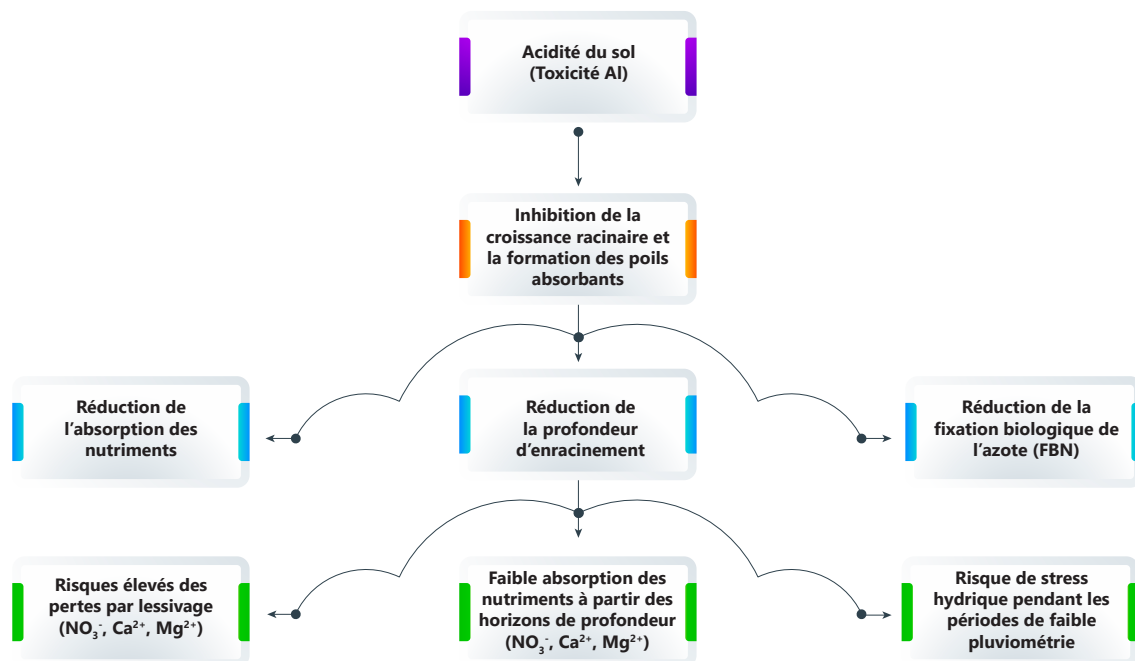 Acidité du sol
(Toxicité Al)
Inhibition de la
croissance racinaire et
la formation des poils
absorbants
Réduction de
l'absorption des
nutriments
Réduction de
la profondeur
d'enracinement
Réduction de la
fixation biologique de
l'azote (FBN)
Risques élevés des
pertes par lessivage
(NO₃⁻, Ca²⁺, Mg²⁺)
Faible absorption des
nutriments à partir des
horizons de profondeur
(NO₃⁻, Ca²⁺, Mg²⁺)
Risque de stress
hydrique pendant les
périodes de faible
pluviométrie